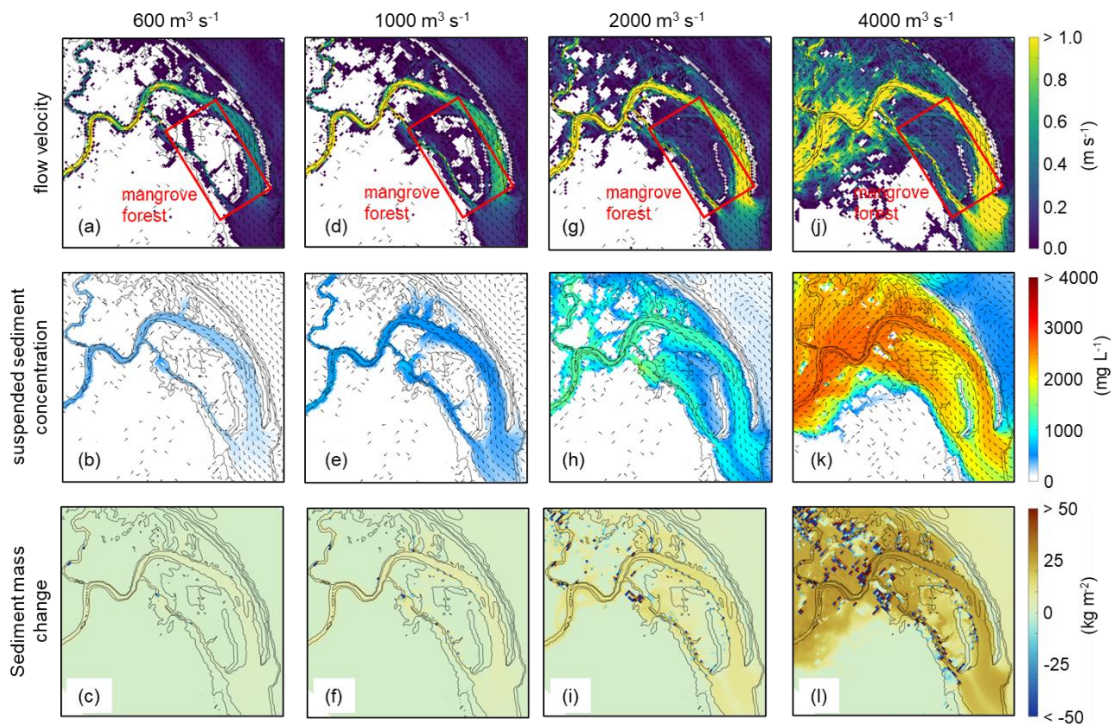 600 m³ s⁻¹
1000 m³ s⁻¹
2000 m³ s⁻¹
4000 m³ s⁻¹
flow velocity
mangrove
forest
(a)
mangrove
forest
(d)
mangrove
forest
(g)
mangrove
forest
(j)
> 1.0
0.8
0.6
0.4
0.2
0.0
(m s⁻¹)
suspended sediment
concentration
(b)
(e)
(h)
(k)
> 4000
3000
2000
1000
0
(mg L⁻¹)
Sediment mass
change
(c)
(f)
(i)
(l)
> 50
25
0
-25
< -50
(kg m⁻²)